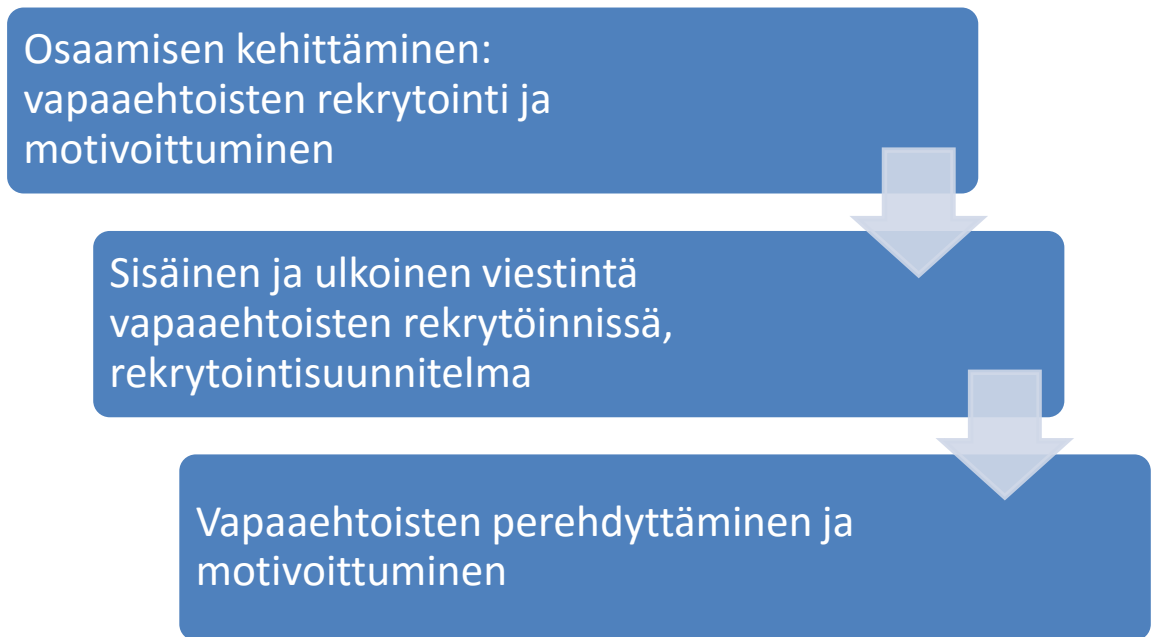 Osaamisen kehittäminen:
vapaaehtoisten rekrytointi ja
motivoittuminen
Sisäinen ja ulkoinen viestintä
vapaaehtoisten rekrytöinnissä,
rekrytointisuunnitelma
Vapaaehtoisten perehdyttäminen ja
motivoittuminen